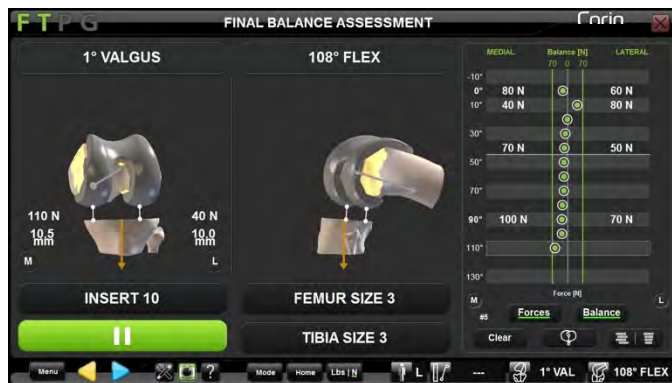 FTPG
FINAL BALANCE ASSESSMENT
Corin
1° VALGUS
108° FLEX
110 N
40 N
10.5
mm
10.0
mm
M
L
INSERT 10
FEMUR SIZE 3
TIBIA SIZE 3
MEDIAL
Balance [N]
LATERAL
70 0 70
-10°
0° 80 N 60 N
10° 40 N 80 N
30°
70 N 50 N
50°
70°
90° 100 N 70 N
110°
130°
Force [N]
M
L
#5
Forces
Balance
Clear
Menu
?
Mode
Home
Lbs | N
L
---
1° VAL
108° FLEX